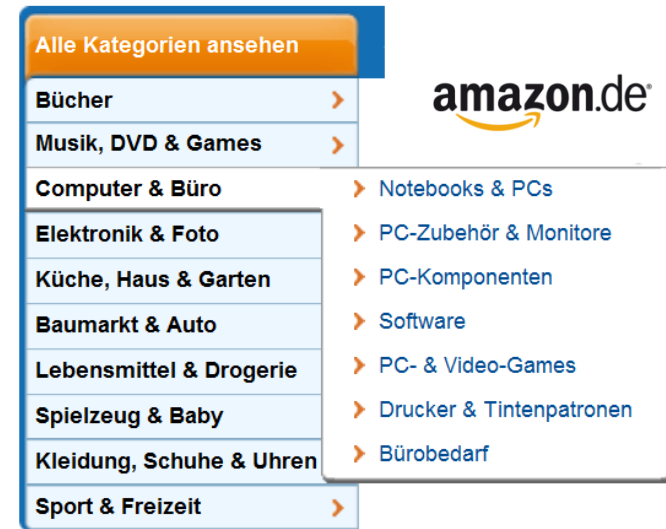 Alle Kategorien ansehen
Bücher
Musik, DVD & Games
Computer & Büro
Elektronik & Foto
Küche, Haus & Garten
Baumarkt & Auto
Lebensmittel & Drogerie
Spielzeug & Baby
Kleidung, Schuhe & Uhren
Sport & Freizeit
amazon.de
Notebooks & PCs
PC-Zubehör & Monitore
PC-Komponenten
Software
PC- & Video-Games
Drucker & Tintenpatronen
Bürobedarf